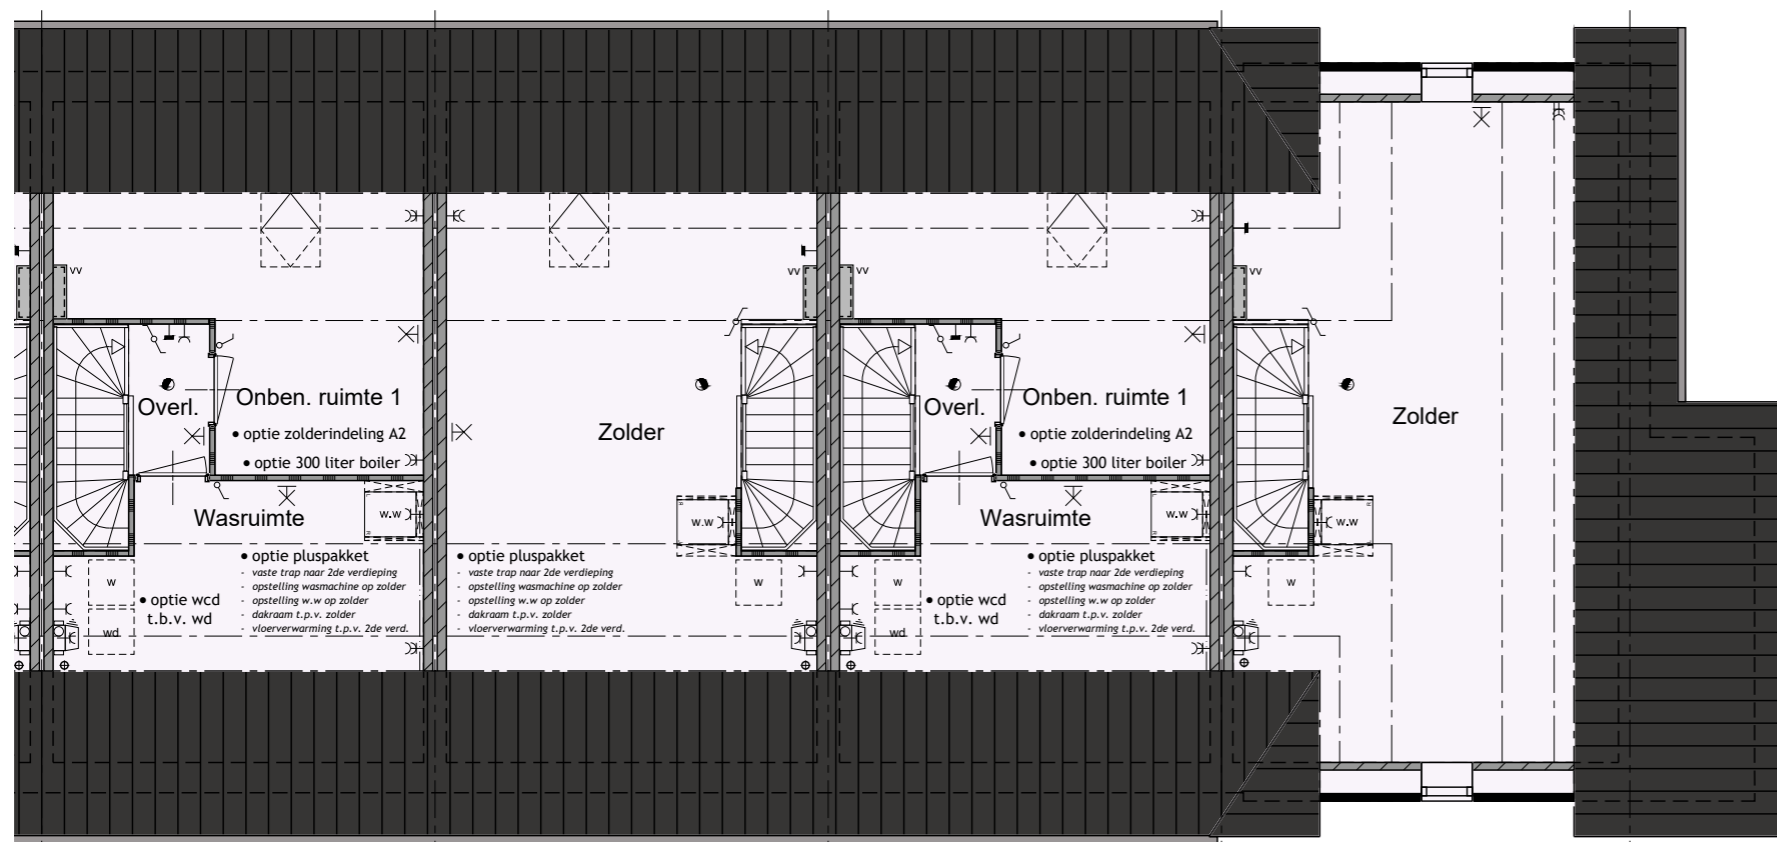 vv
vv
vv
vv
Overl.
Onben. ruimte 1
• optie zolderindeling A2
• optie 300 liter boiler
Wasruimte
w.w
• optie pluspakket
- vaste trap naar 2de verdieping
- opstelling wasmachine op zolder
- opstelling w.w op zolder
- dakraam t.p.v. zolder
- vloerverwarming t.p.v. 2de verd.
w
wd
• optie wcd
t.b.v. wd
Zolder
w.w
• optie pluspakket
- vaste trap naar 2de verdieping
- opstelling wasmachine op zolder
- opstelling w.w op zolder
- dakraam t.p.v. zolder
- vloerverwarming t.p.v. 2de verd.
w
Overl.
Onben. ruimte 1
• optie zolderindeling A2
• optie 300 liter boiler
Wasruimte
w.w
• optie pluspakket
- vaste trap naar 2de verdieping
- opstelling wasmachine op zolder
- opstelling w.w op zolder
- dakraam t.p.v. zolder
- vloerverwarming t.p.v. 2de verd.
w
wd
• optie wcd
t.b.v. wd
Zolder
w.w
w